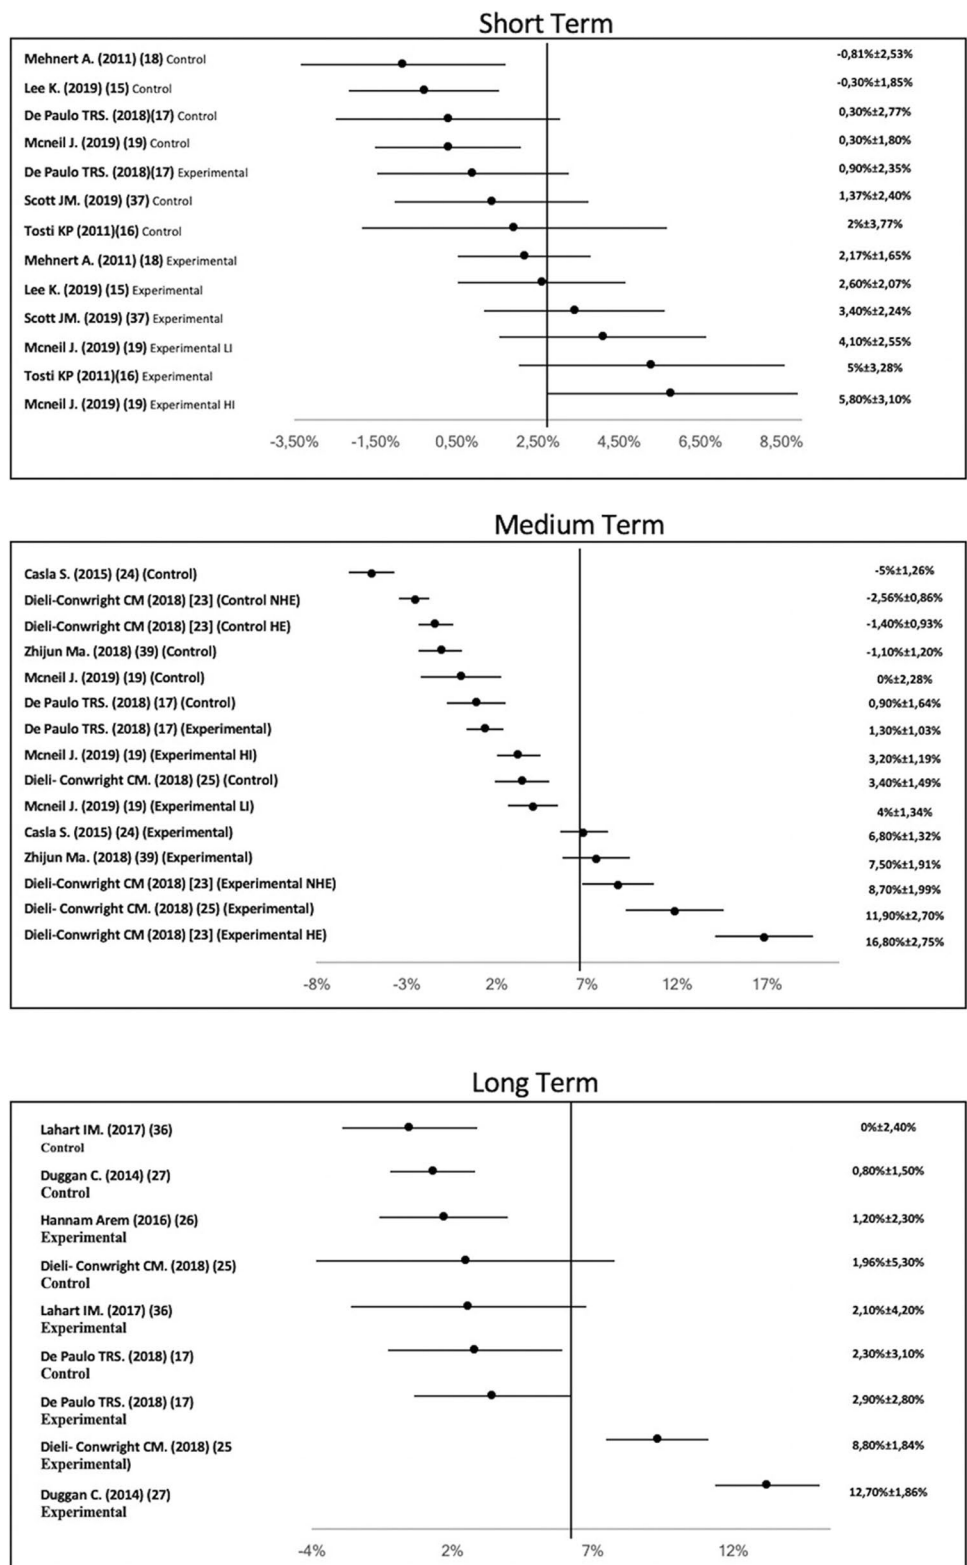 Short Term
Mehnert A. (2011) (18) Control -0,81%±2,53%
Lee K. (2019) (15) Control -0,30%±1,85%
De Paulo TRS. (2018)(17) Control 0,30%±2,77%
Mcneil J. (2019) (19) Control 0,30%±1,80%
De Paulo TRS. (2018)(17) Experimental 0,90%±2,35%
Scott JM. (2019) (37) Control 1,37%±2,40%
Tosti KP (2011)(16) Control 2%±3,77%
Mehnert A. (2011) (18) Experimental 2,17%±1,65%
Lee K. (2019) (15) Experimental 2,60%±2,07%
Scott JM. (2019) (37) Experimental 3,40%±2,24%
Mcneil J. (2019) (19) Experimental LI 4,10%±2,55%
Tosti KP (2011)(16) Experimental 5%±3,28%
Mcneil J. (2019) (19) Experimental HI 5,80%±3,10%
-3,50% -1,50% 0,50% 2,50% 4,50% 6,50% 8,50%
Medium Term
Casla S. (2015) (24) (Control) -5%±1,26%
Dieli-Conwright CM (2018) [23] (Control NHE) -2,56%±0,86%
Dieli-Conwright CM (2018) [23] (Control HE) -1,40%±0,93%
Zhijun Ma. (2018) (39) (Control) -1,10%±1,20%
Mcneil J. (2019) (19) (Control) 0%±2,28%
De Paulo TRS. (2018) (17) (Control) 0,90%±1,64%
De Paulo TRS. (2018) (17) (Experimental) 1,30%±1,03%
Mcneil J. (2019) (19) (Experimental HI) 3,20%±1,19%
Dieli- Conwright CM. (2018) (25) (Control) 3,40%±1,49%
Mcneil J. (2019) (19) (Experimental LI) 4%±1,34%
Casla S. (2015) (24) (Experimental) 6,80%±1,32%
Zhijun Ma. (2018) (39) (Experimental) 7,50%±1,91%
Dieli-Conwright CM (2018) [23] (Experimental NHE) 8,70%±1,99%
Dieli- Conwright CM. (2018) (25) (Experimental) 11,90%±2,70%
Dieli-Conwright CM (2018) [23] (Experimental HE) 16,80%±2,75%
-8% -3% 2% 7% 12% 17%
Long Term
Lahart IM. (2017) (36) 0%±2,40%
Control
Duggan C. (2014) (27) 0,80%±1,50%
Control
Hannam Arem (2016) (26) 1,20%±2,30%
Experimental
Dieli- Conwright CM. (2018) (25) 1,96%±5,30%
Control
Lahart IM. (2017) (36) 2,10%±4,20%
Experimental
De Paulo TRS. (2018) (17) 2,30%±3,10%
Control
De Paulo TRS. (2018) (17) 2,90%±2,80%
Experimental
Dieli- Conwright CM. (2018) (25 8,80%±1,84%
Experimental)
Duggan C. (2014) (27) 12,70%±1,86%
Experimental
-4% 2% 7% 12%